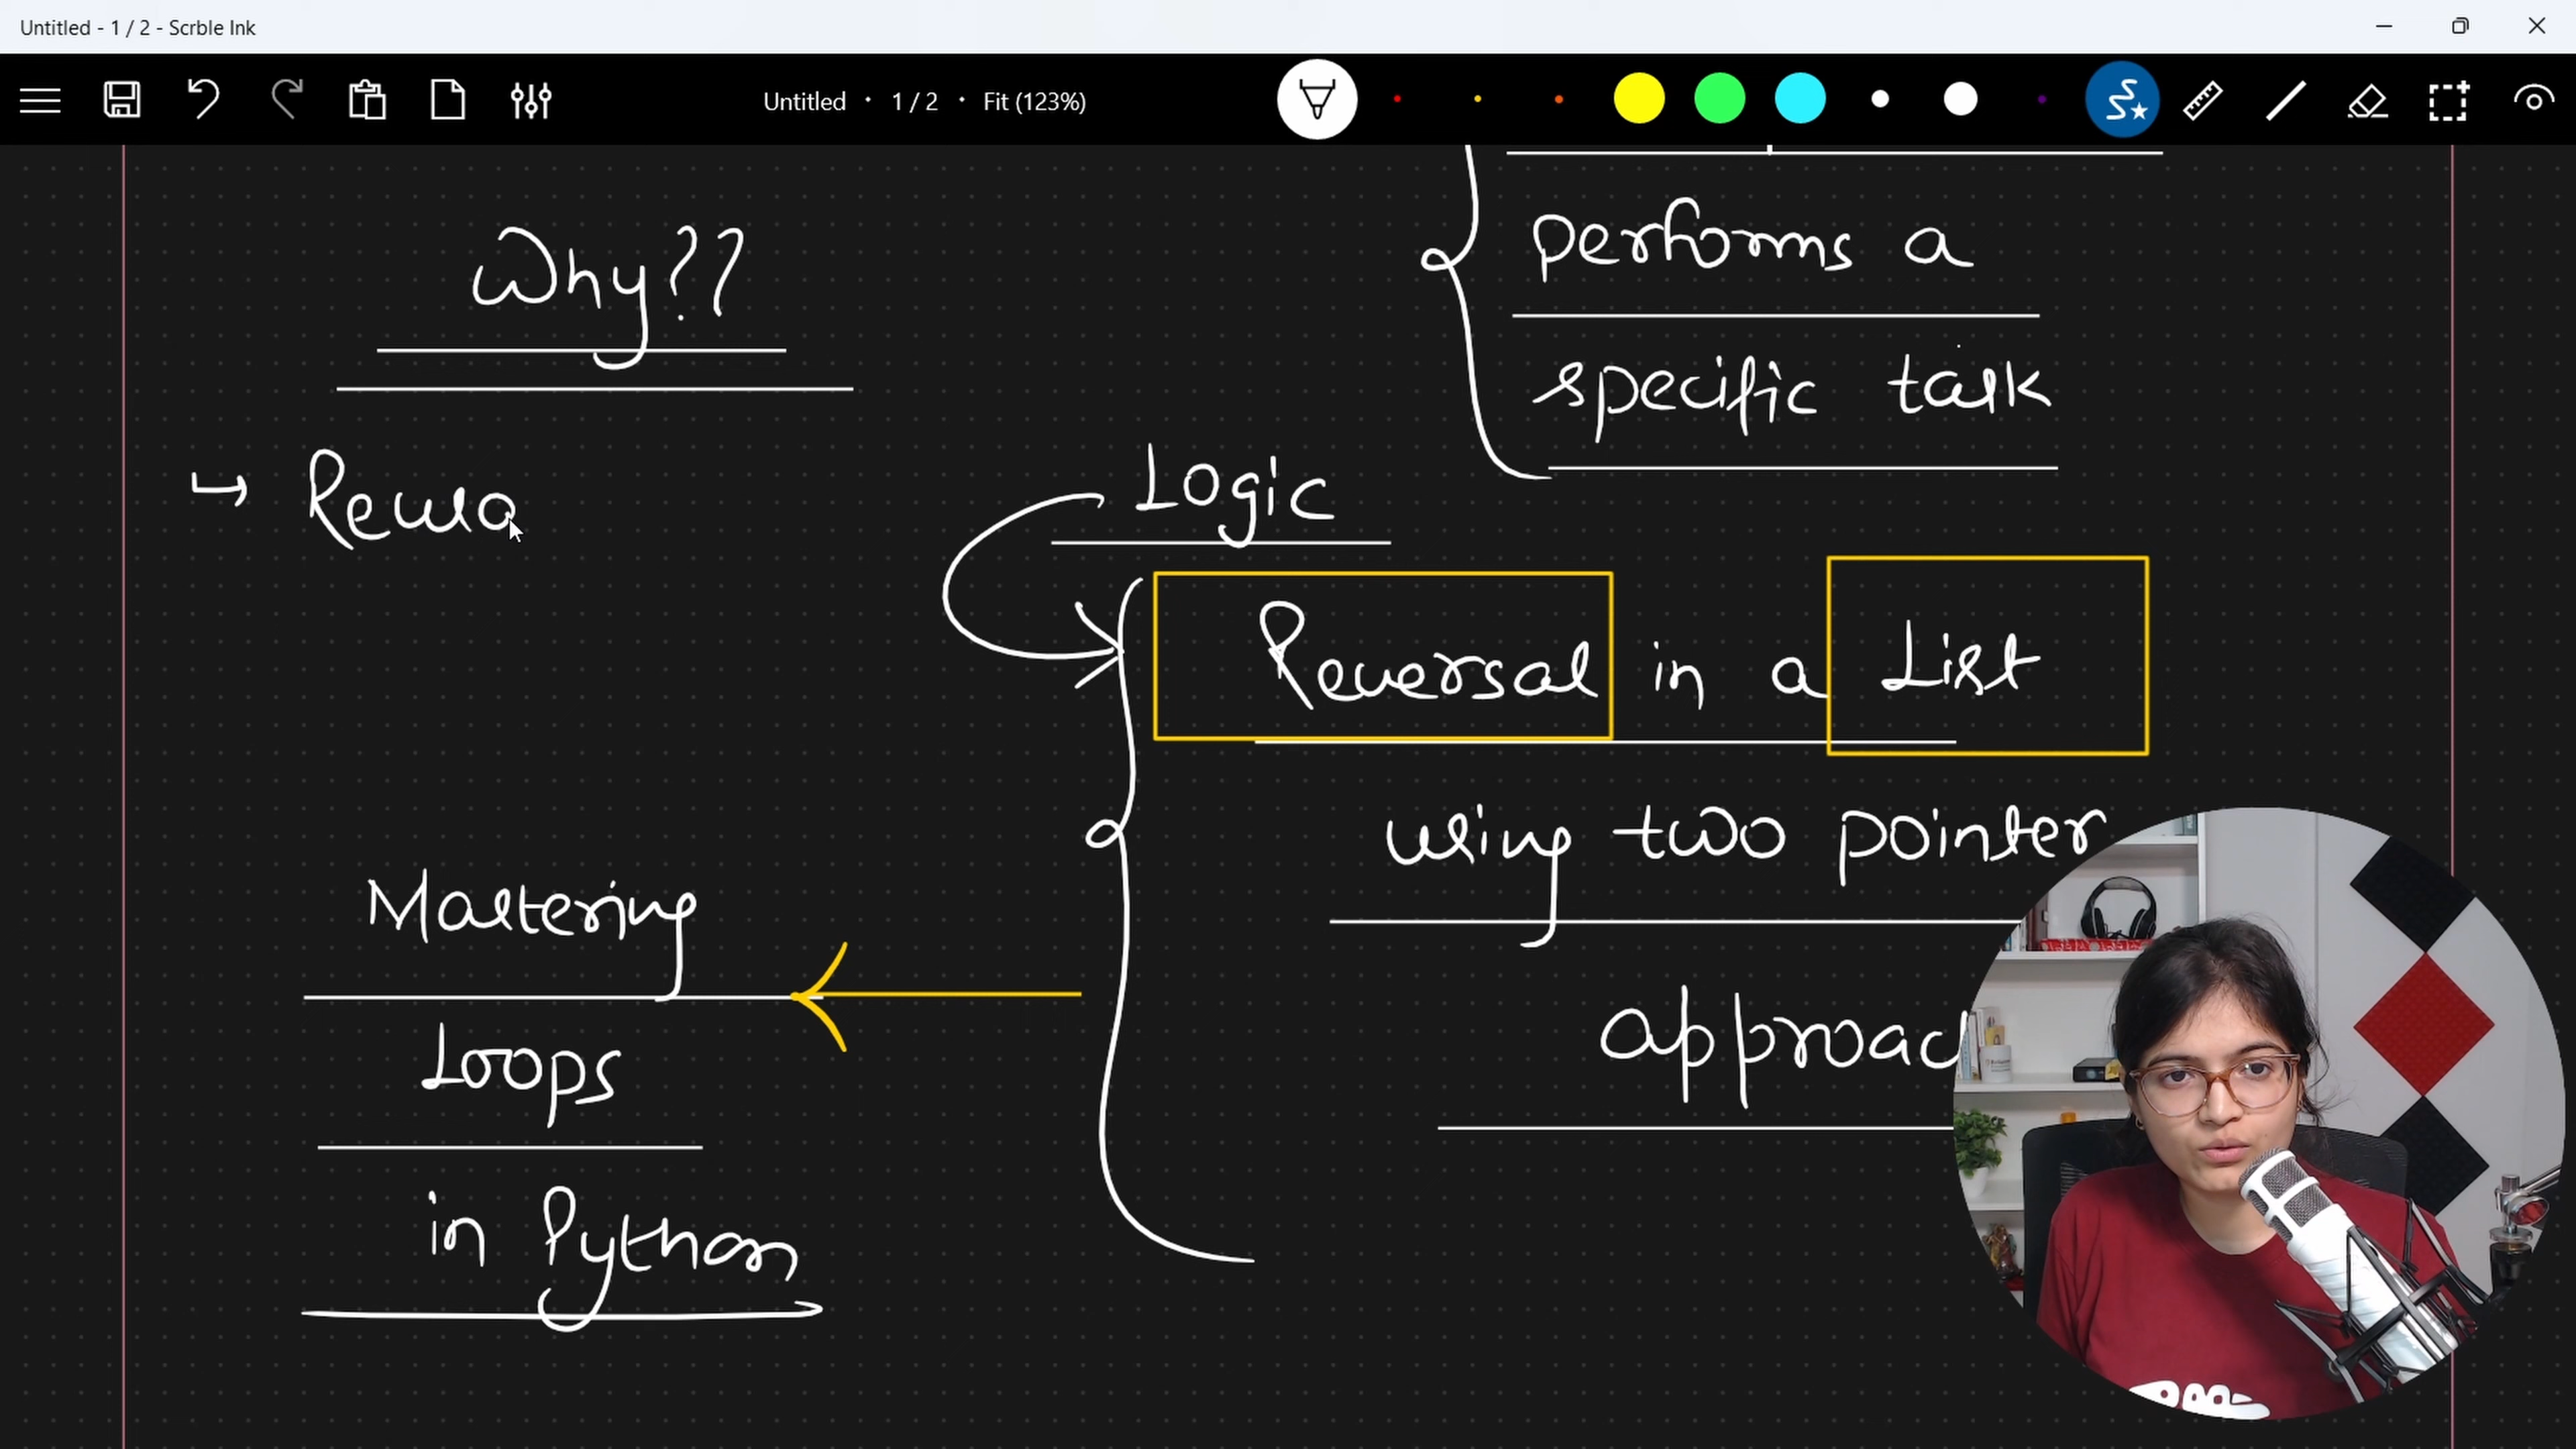 Untitled - 1 / 2 - Scrble Ink
Untitled • 1 / 2 • Fit (123%)
Why??
performs a
specific task
→ Reusa
Logic
Reversal in a List
using two pointer
approac
Mastering
Loops
in Python